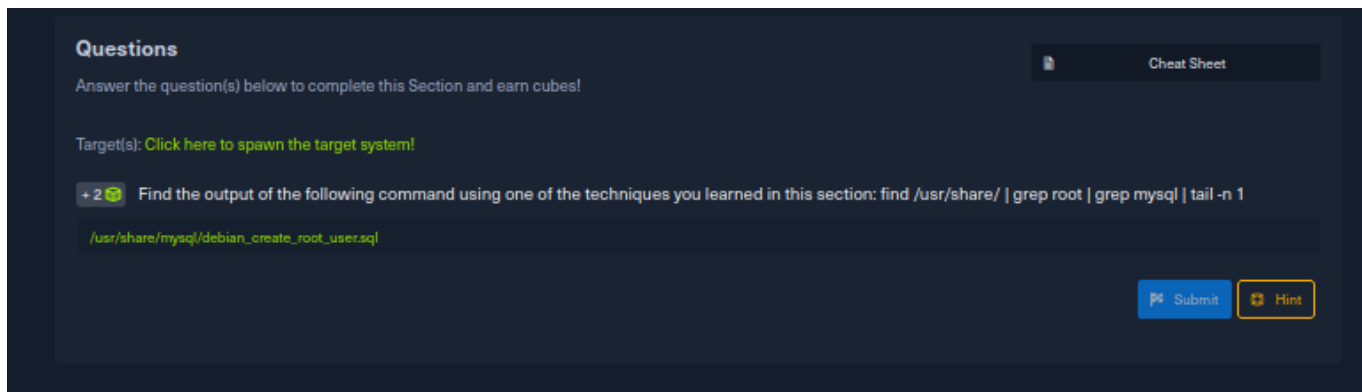 Questions
Cheat Sheet
Answer the question(s) below to complete this Section and earn cubes!
Target(s): Click here to spawn the target system!
+ 2 Find the output of the following command using one of the techniques you learned in this section: find /usr/share/ | grep root | grep mysql | tail -n 1
/usr/share/mysql/debian_create_root_user.sql
Submit Hint